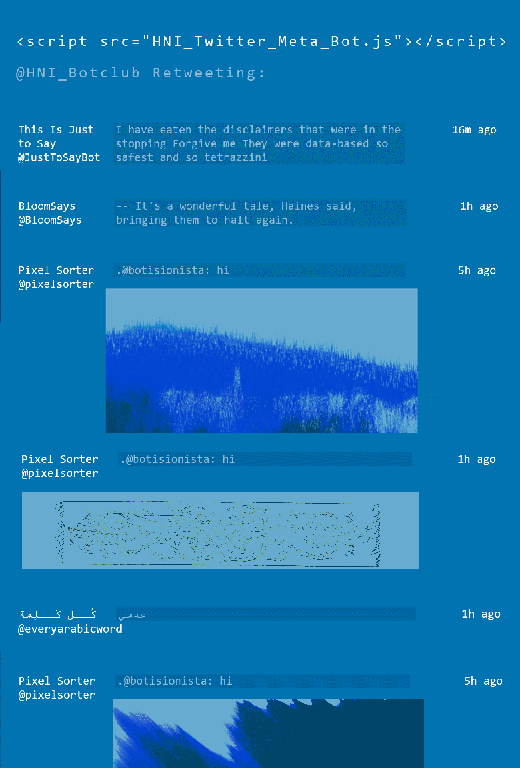 <script src="HNI_Twitter_Meta_Bot.js"></script>
@HNI_Botclub Retweeting:
This Is Just
to Say
@JustToSayBot
I have eaten the disclaimers that were in the
stopping Forgive me They were data-based so
safest and so tetrazzini
16m ago
BloomSays
@BloomSays
-- It's a wonderful tale, Haines said,
bringing them to halt again.
1h ago
Pixel Sorter
@pixelsorter
.@botisionista: hi
5h ago
Pixel Sorter
@pixelsorter
.@botisionista: hi
1h ago
كُـــل كَـــلِمة
@everyarabicword
1h ago
Pixel Sorter
@pixelsorter
.@botisionista: hi
5h ago